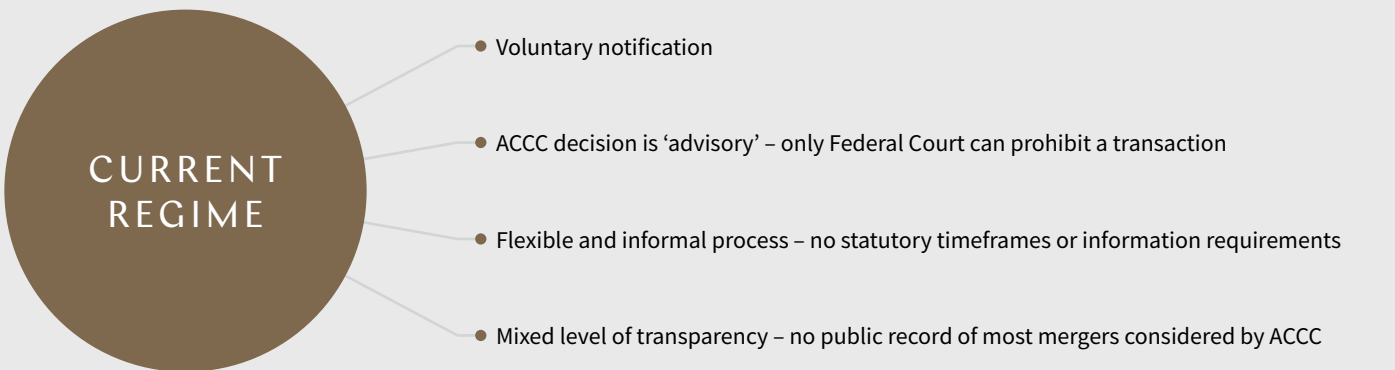 CURRENT
REGIME
Voluntary notification
ACCC decision is ‘advisory’ – only Federal Court can prohibit a transaction
Flexible and informal process – no statutory timeframes or information requirements
Mixed level of transparency – no public record of most mergers considered by ACCC